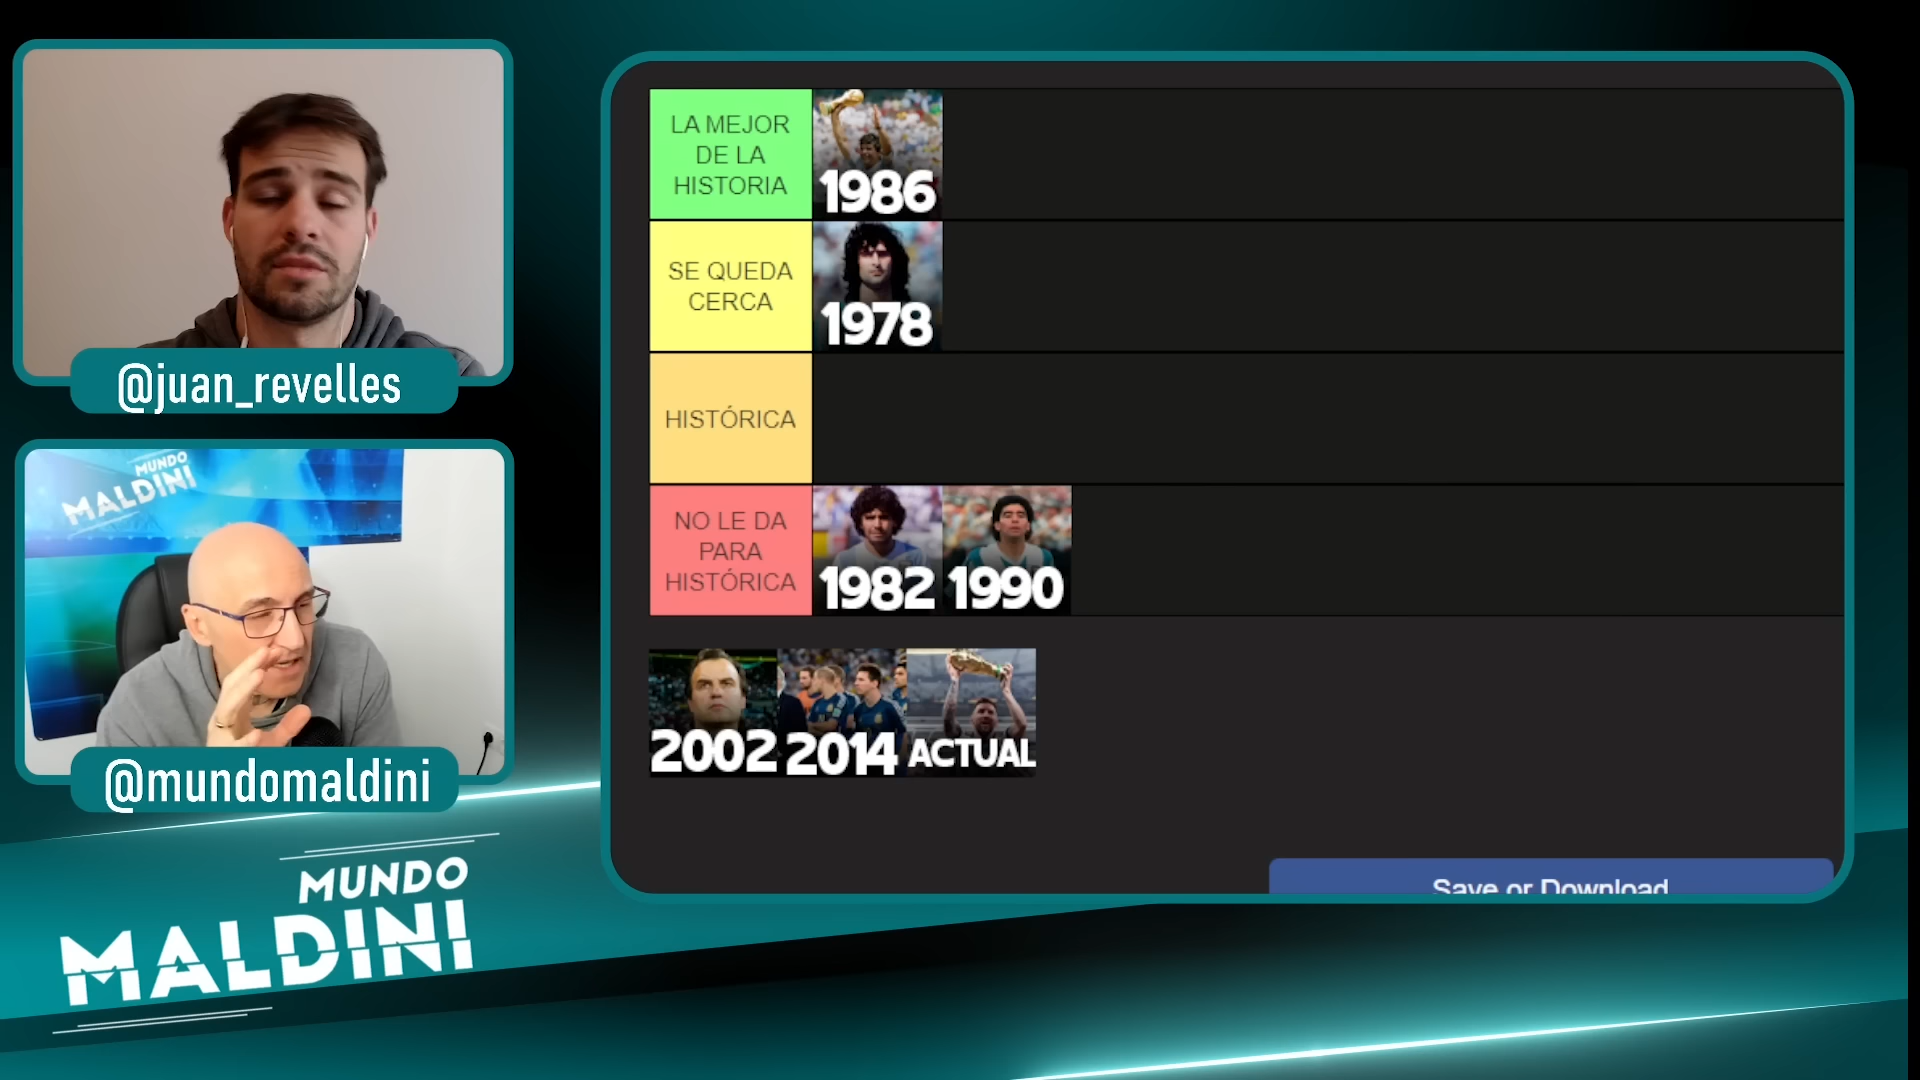 @juan_revelles
MUNDO
MALDINI
@mundomaldini
MUNDO
MALDINI
LA MEJOR
DE LA
HISTORIA
1986
SE QUEDA
CERCA
1978
HISTÓRICA
NO LE DA
PARA
HISTÓRICA
1982
1990
2002
2014
ACTUAL
Save or Download